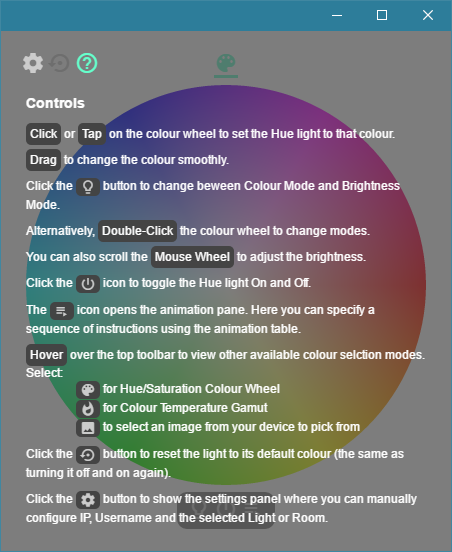 Controls
Click or Tap on the colour wheel to set the Hue light to that colour.
Drag to change the colour smoothly.
Click the button to change beween Colour Mode and Brightness
Mode.
Alternatively, Double-Click the colour wheel to change modes.
You can also scroll the Mouse Wheel to adjust the brightness.
Click the icon to toggle the Hue light On and Off.
The icon opens the animation pane. Here you can specify a
sequence of instructions using the animation table.
Hover over the top toolbar to view other available colour selction modes.
Select:
for Hue/Saturation Colour Wheel
for Colour Temperature Gamut
to select an image from your device to pick from
Click the button to reset the light to its default colour (the same as
turning it off and on again).
Click the button to show the settings panel where you can manually
configure IP, Username and the selected Light or Room.